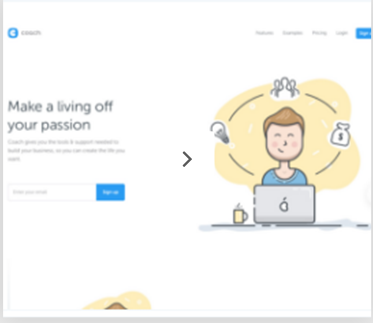 coach
Features Examples Pricing Login Sign up
Make a living off
your passion
Coach gives you the tools & support needed to
build your business, so you can create the life you
want.
Enter your email Sign up